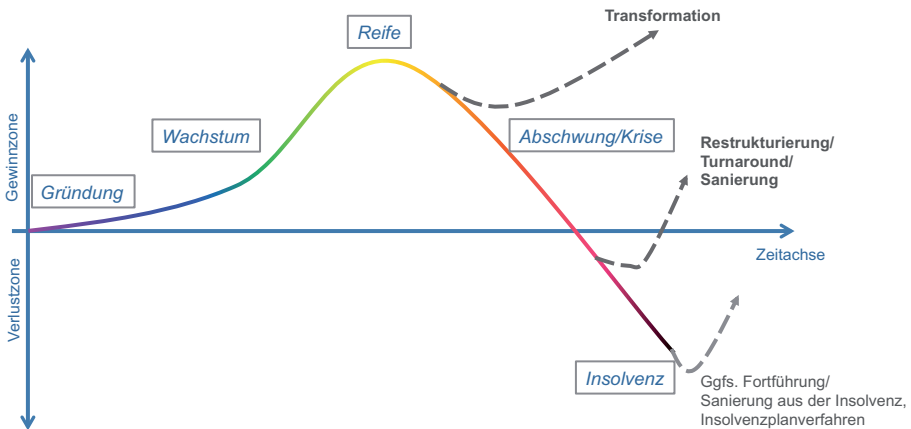 Transformation
Reife
Wachstum
Abschwung/Krise
Restrukturierung/
Turnaround/
Sanierung
Gewinnzone
Gründung
Zeitachse
Verlustzone
Insolvenz
Ggfs. Fortführung/
Sanierung aus der Insolvenz,
Insolvenzplanverfahren